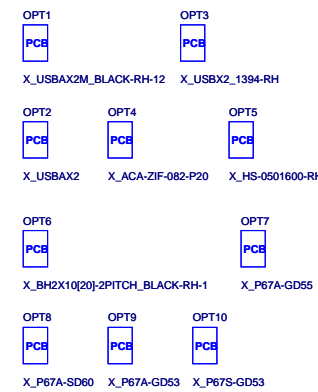 OPT1 OPT3
PCB PCB
X_USBAX2M_BLACK-RH-12 X_USBX2_1394-RH
OPT2 OPT4 OPT5
PCB PCB PCB
X_USBAX2 X_ACA-ZIF-082-P20 X_HS-0501600-RH
OPT6 OPT7
PCB PCB
X_BH2X10[20]-2PITCH_BLACK-RH-1 X_P67A-GD55
OPT8 OPT9 OPT10
PCB PCB PCB
X_P67A-SD60 X_P67A-GD53 X_P67S-GD53